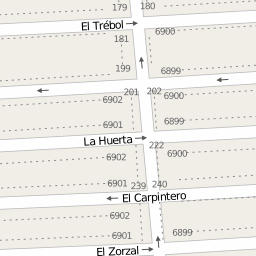 179 180
El Trébol
6900
181
199
6899
201 202
6902 6900
6901 6899
La Huerta
222
6902 6900
6901 239 240
El Carpintero
6902
6901 6899
El Zorzal